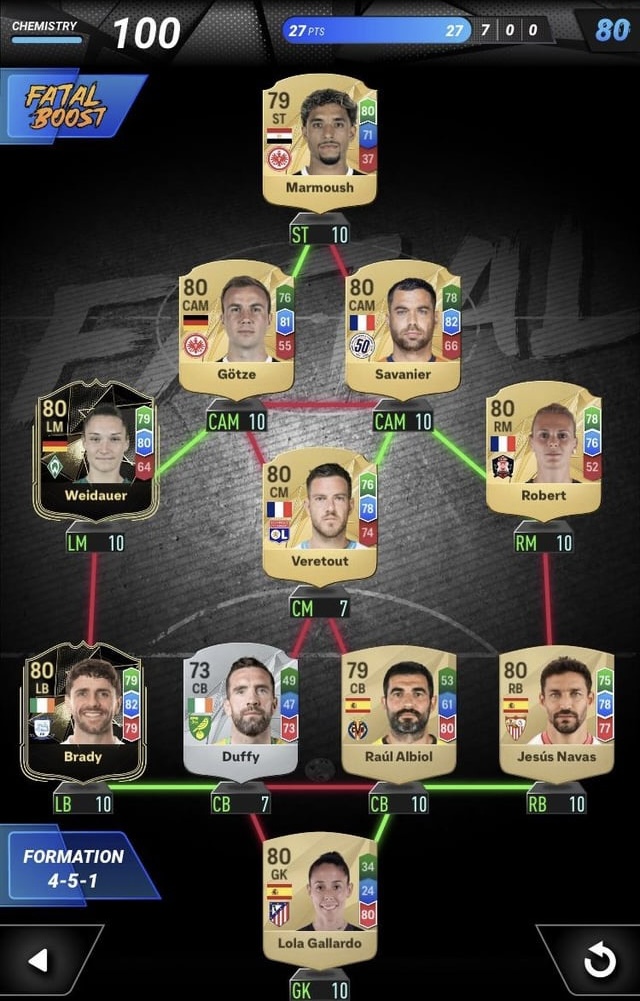 CHEMISTRY 100 27 PTS 27 7 0 0 80
FATAL
BOOST
79
ST
80
71
37
Marmoush
ST 10
80
CAM
76
81
55
Götze
CAM 10
80
CAM
78
82
66
50
Savanier
CAM 10
80
LM
79
80
64
Weidauer
LM 10
80
RM
78
76
52
Robert
RM 10
80
CM
76
78
74
OL
Veretout
CM 7
80
LB
79
82
79
Brady
LB 10
73
CB
49
47
73
Duffy
CB 7
79
CB
53
61
80
Raúl Albiol
CB 10
80
RB
75
78
77
Jesús Navas
RB 10
FORMATION
4-5-1
80
GK
34
24
80
Lola Gallardo
GK 10